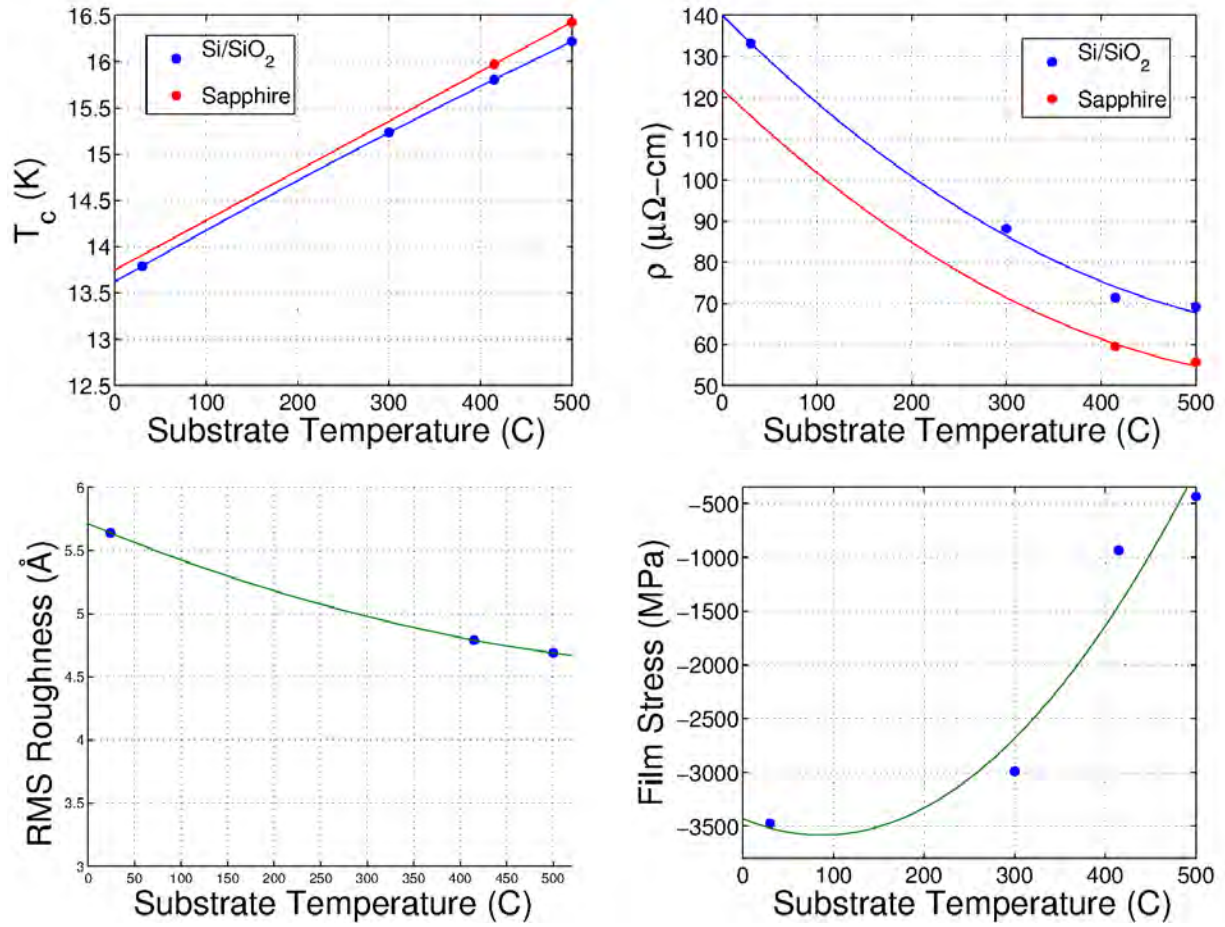 16.5
16
15.5
15
14.5
14
13.5
13
12.5
T_c (K)
Si/SiO_2
Sapphire
0 100 200 300 400 500
Substrate Temperature (C)
140
130
120
110
100
90
80
70
60
50
ρ (μΩ−cm)
Si/SiO_2
Sapphire
0 100 200 300 400 500
Substrate Temperature (C)
6
5.5
5
4.5
4
3.5
3
RMS Roughness (Å)
0 50 100 150 200 250 300 350 400 450 500
Substrate Temperature (C)
−500
−1000
−1500
−2000
−2500
−3000
−3500
Film Stress (MPa)
0 100 200 300 400 500
Substrate Temperature (C)